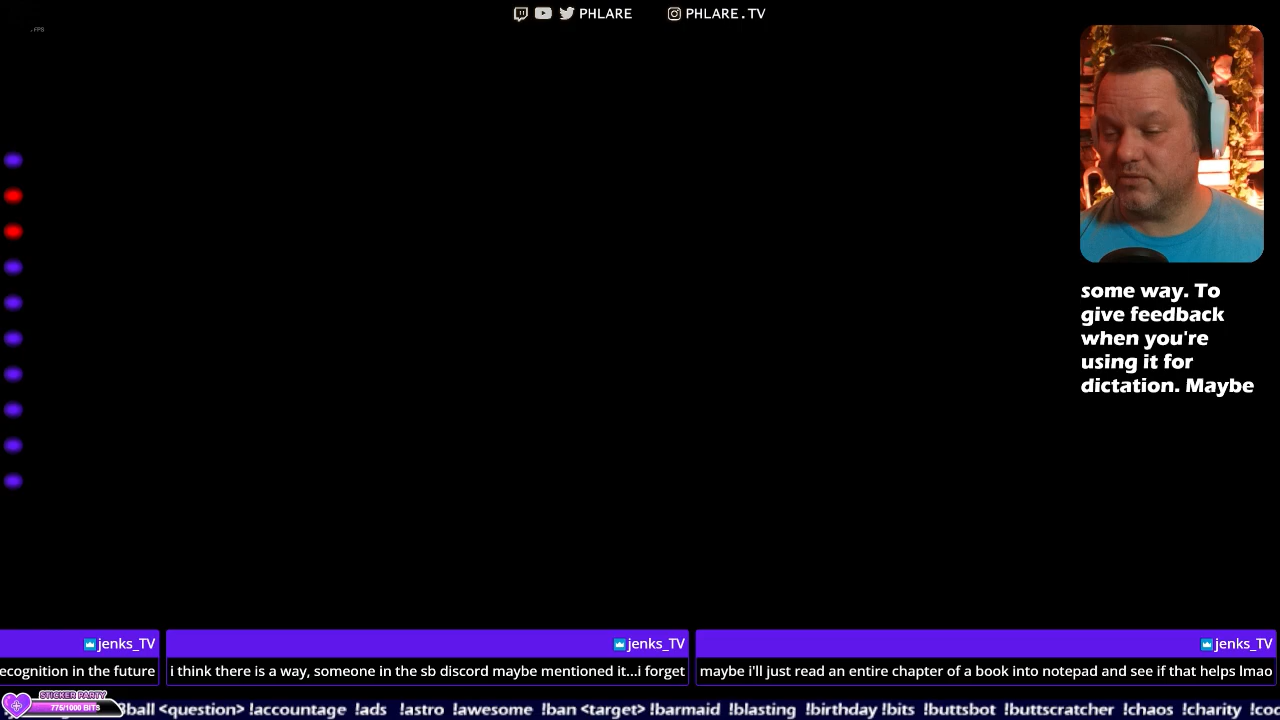 PHLARE PHLARE.TV
. FPS
some way. To
give feedback
when you're
using it for
dictation. Maybe
jenks_TV jenks_TV jenks_TV
ecognition in the future i think there is a way, someone in the sb discord maybe mentioned it...i forget maybe i'll just read an entire chapter of a book into notepad and see if that helps lmao
STICKER PARTY
775/1000 BITS
8ball <question> !accountage !ads !astro !awesome !ban <target> !barmaid !blasting !birthday !bits !buttsbot !buttscratcher !chaos !charity !coc